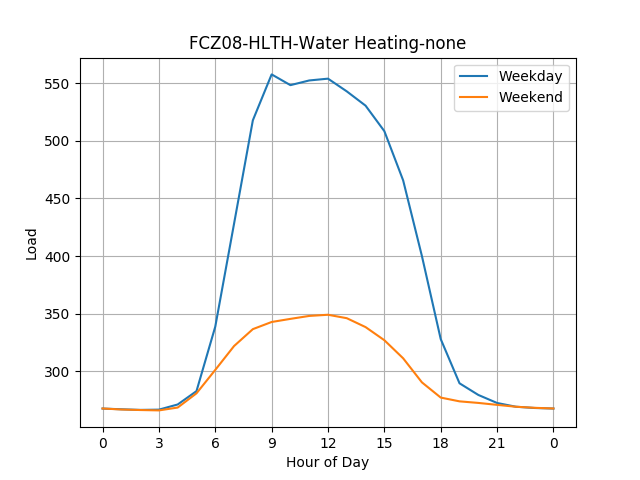 FCZ08-HLTH-Water Heating-none
Weekday
Weekend
550
500
450
400
350
300
Load
0 3 6 9 12 15 18 21 0
Hour of Day